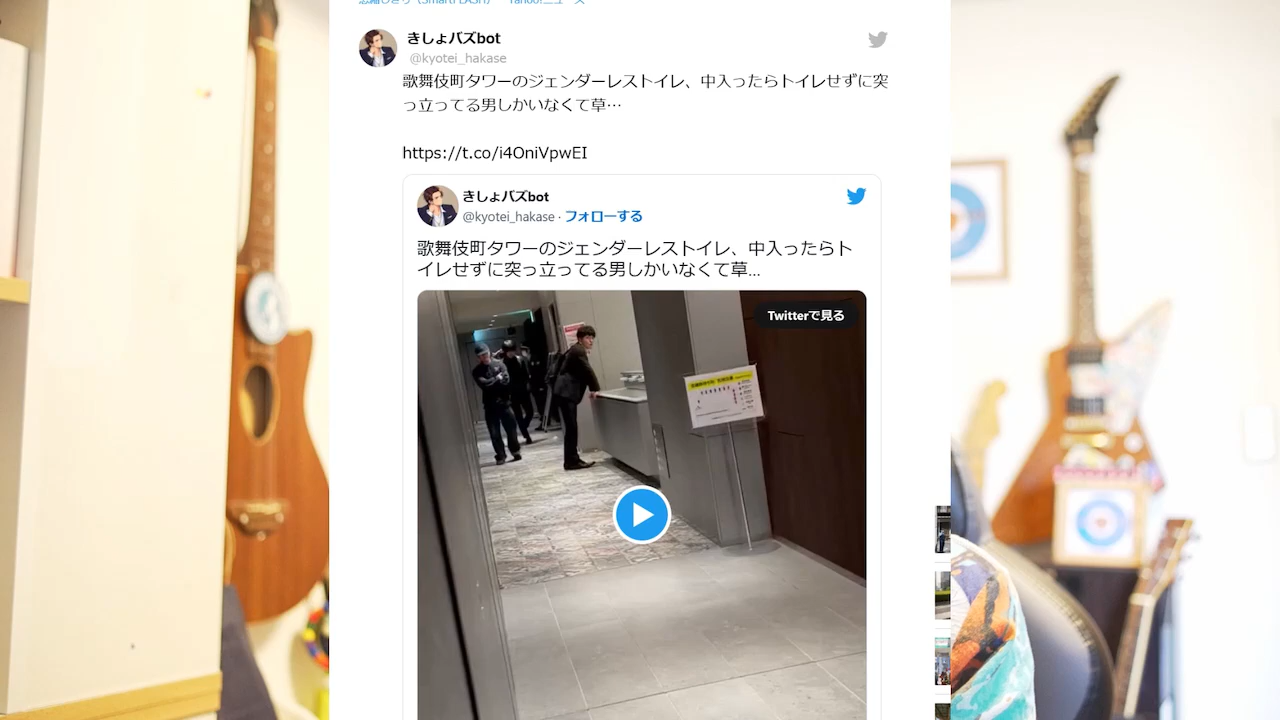 きしょバズbot
@kyotei_hakase
歌舞伎町タワーのジェンダーレストイレ、中入ったらトイレせずに突
っ立ってる男しかいなくて草…
https://t.co/i4OniVpwEI
きしょバズbot
@kyotei_hakase · フォローする
歌舞伎町タワーのジェンダーレストイレ、中入ったらト
イレせずに突っ立ってる男しかいなくて草...
Twitterで見る